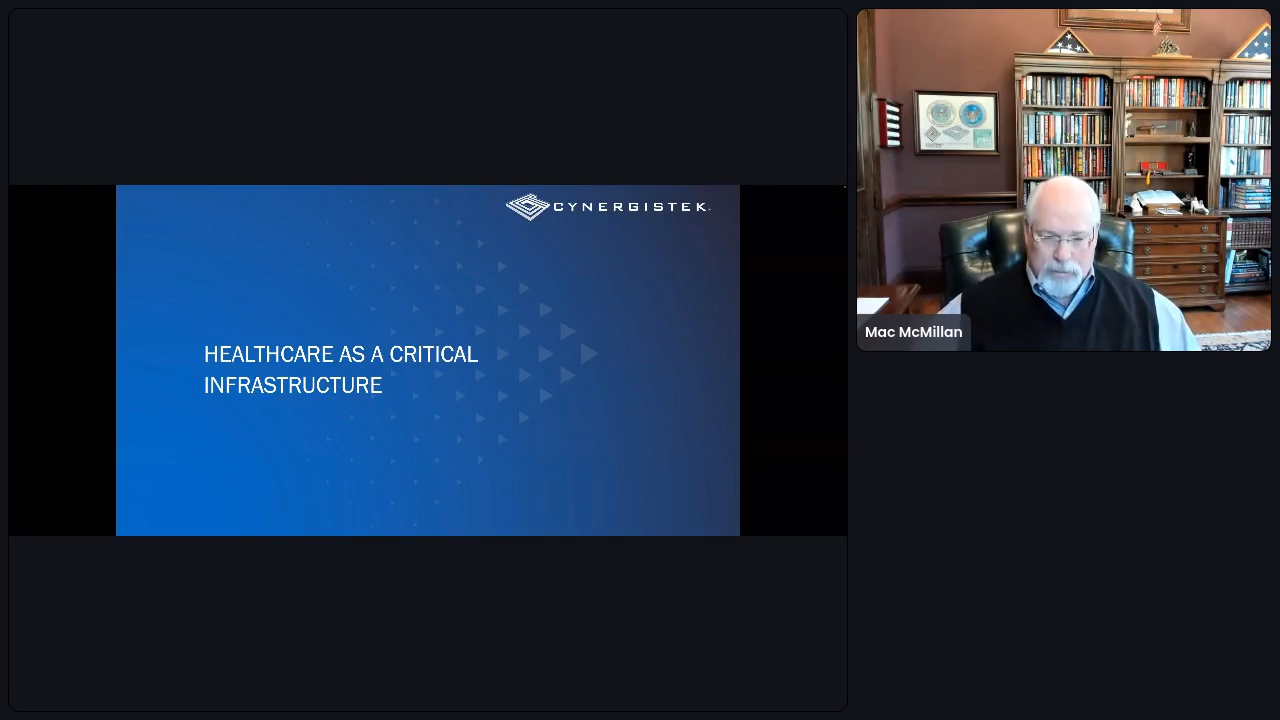 CYNERGISTEK
HEALTHCARE AS A CRITICAL
INFRASTRUCTURE
Mac McMillan